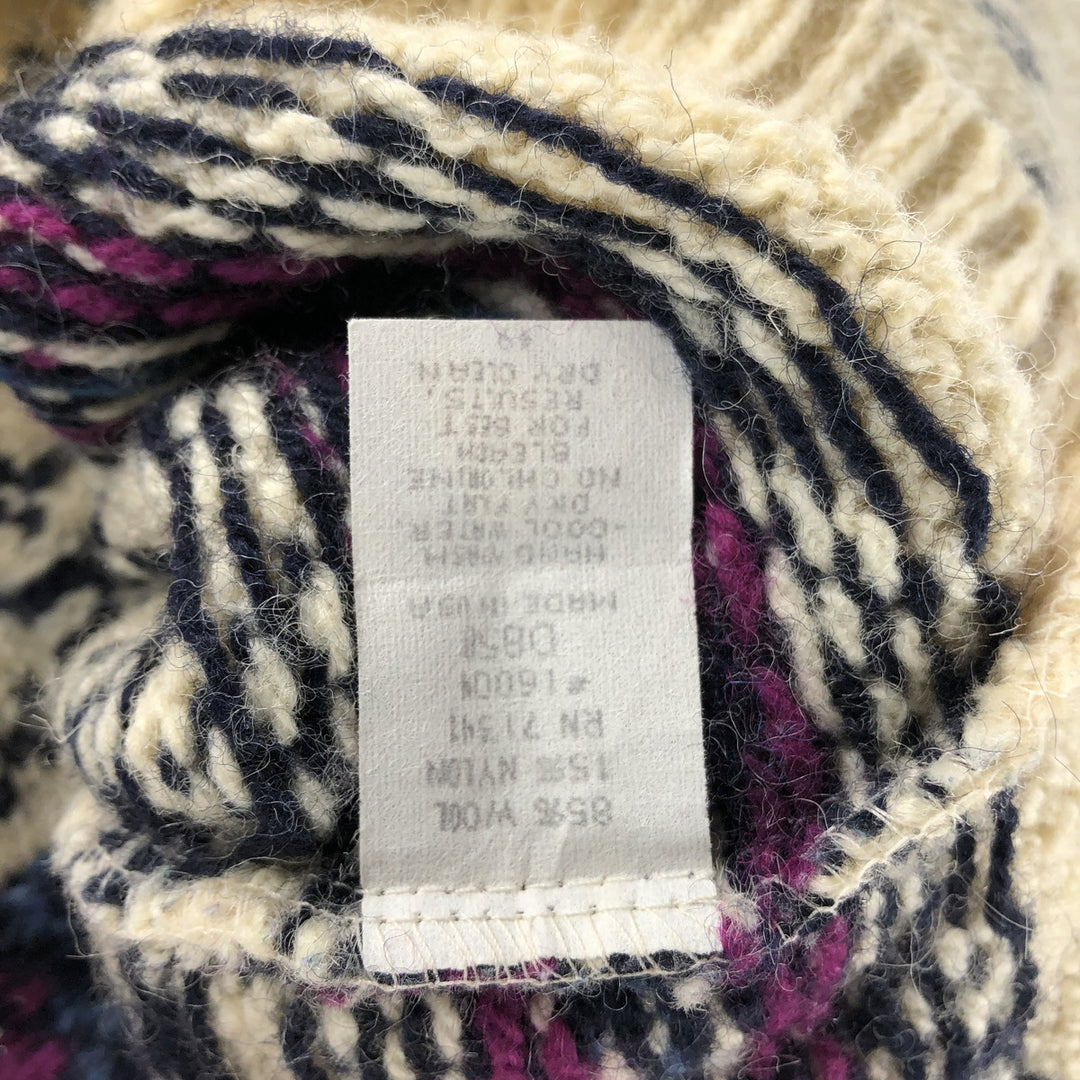 85% WOOL
15% NYLON
RN 71341
#1600M
MADE IN USA
HAND WASH
-COOL WATER.
DRY FLAT
NO CHLORINE
BLEACH
FOR BEST
RESULTS,
DRY CLEAN.